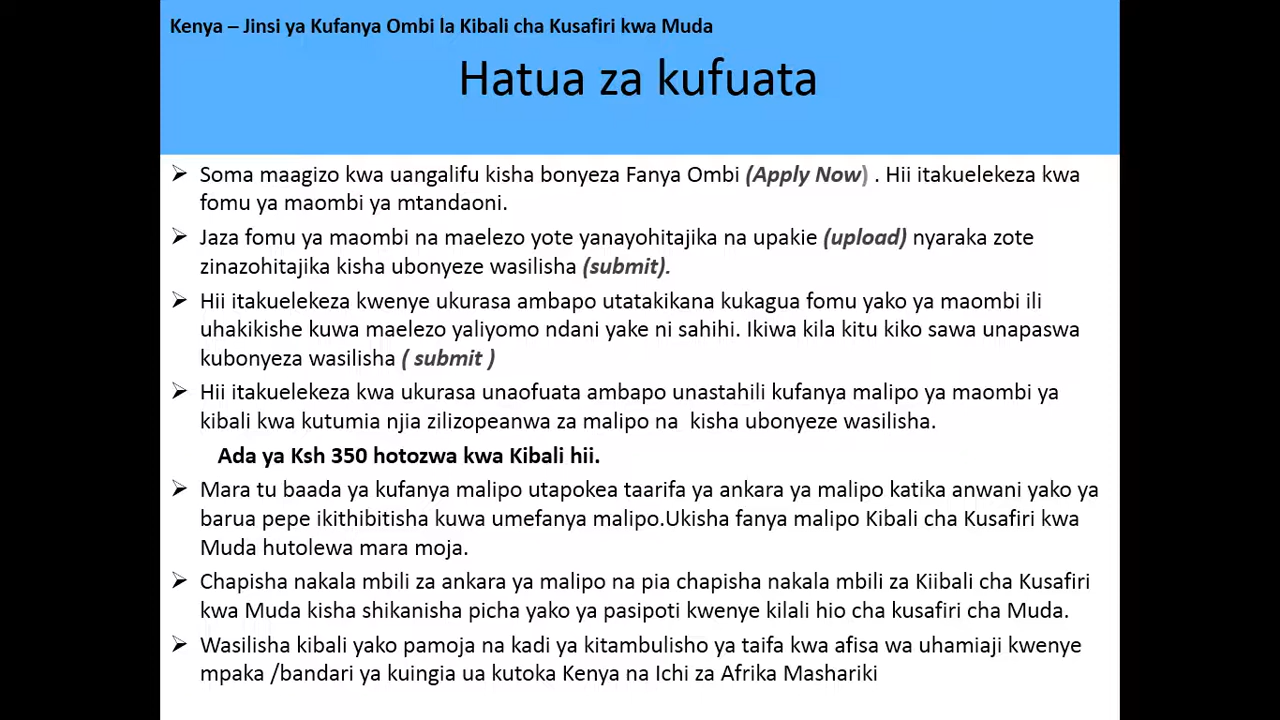 Kenya – Jinsi ya Kufanya Ombi la Kibali cha Kusafiri kwa Muda
Hatua za kufuata
➢ Soma maagizo kwa uangalifu kisha bonyeza Fanya Ombi (Apply Now) . Hii itakuelekeza kwa
fomu ya maombi ya mtandaoni.
➢ Jaza fomu ya maombi na maelezo yote yanayohitajika na upakie (upload) nyaraka zote
zinazohitajika kisha ubonyeze wasilisha (submit).
➢ Hii itakuelekeza kwenye ukurasa ambapo utatakikana kukagua fomu yako ya maombi ili
uhakikishe kuwa maelezo yaliyomo ndani yake ni sahihi. Ikiwa kila kitu kiko sawa unapaswa
kubonyeza wasilisha ( submit )
➢ Hii itakuelekeza kwa ukurasa unaofuata ambapo unastahili kufanya malipo ya maombi ya
kibali kwa kutumia njia zilizopeanwa za malipo na kisha ubonyeze wasilisha.
Ada ya Ksh 350 hotozwa kwa Kibali hii.
➢ Mara tu baada ya kufanya malipo utapokea taarifa ya ankara ya malipo katika anwani yako ya
barua pepe ikithibitisha kuwa umefanya malipo.Ukisha fanya malipo Kibali cha Kusafiri kwa
Muda hutolewa mara moja.
➢ Chapisha nakala mbili za ankara ya malipo na pia chapisha nakala mbili za Kiibali cha Kusafiri
kwa Muda kisha shikanisha picha yako ya pasipoti kwenye kilali hio cha kusafiri cha Muda.
➢ Wasilisha kibali yako pamoja na kadi ya kitambulisho ya taifa kwa afisa wa uhamiaji kwenye
mpaka /bandari ya kuingia ua kutoka Kenya na Ichi za Afrika Mashariki